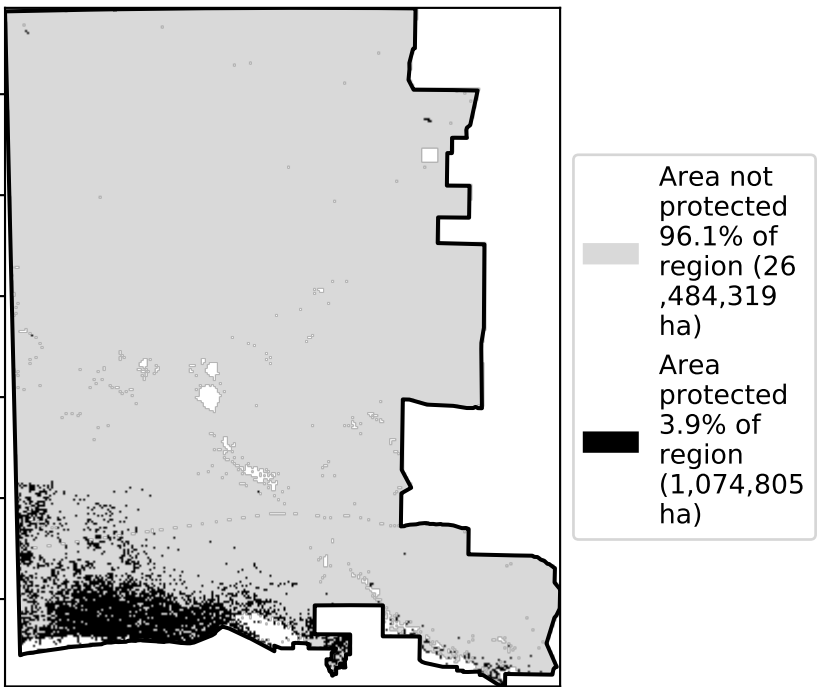 Area not
protected
96.1% of
region (26
,484,319
ha)
Area
protected
3.9% of
region
(1,074,805
ha)